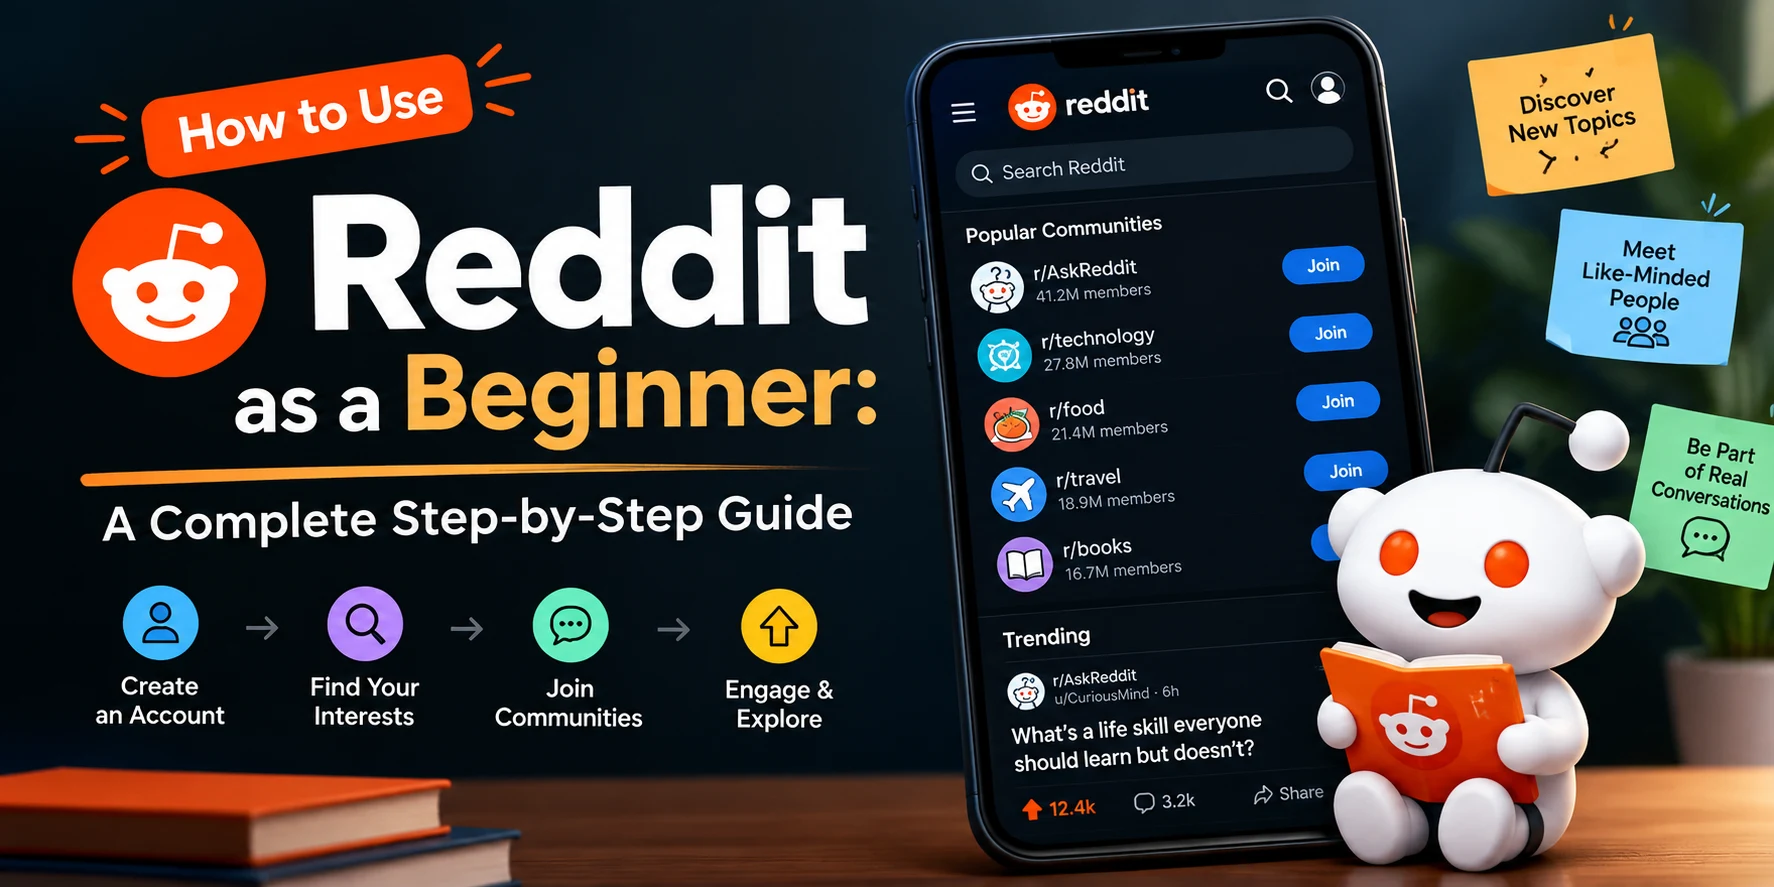 How to Use
Reddit
as a Beginner:
A Complete Step-by-Step Guide
Create
an Account
Find Your
Interests
Join
Communities
Engage &
Explore
reddit
Search Reddit
Popular Communities
r/AskReddit
41.2M members
Join
r/technology
27.8M members
Join
r/food
21.4M members
Join
r/travel
18.9M members
Join
r/books
16.7M members
Trending
r/AskReddit
u/CuriousMind · 6h
What's a life skill everyone
should learn but doesn't?
12.4k
3.2k
Share
Discover
New Topics
Meet
Like-Minded
People
Be Part
of Real
Conversations